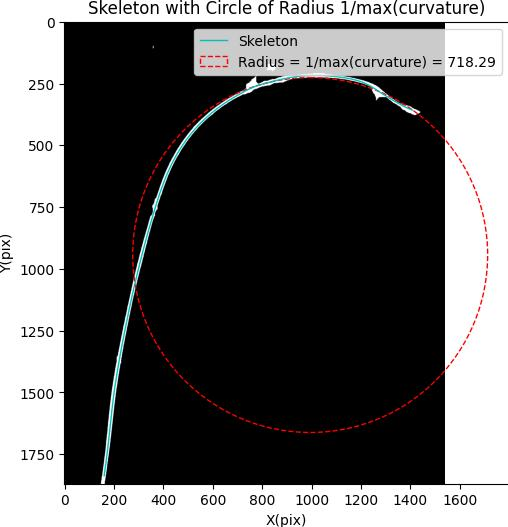 Skeleton with Circle of Radius 1/max(curvature)
Skeleton
Radius = 1/max(curvature) = 718.29
0
250
500
750
1000
1250
1500
1750
Y(pix)
0 200 400 600 800 1000 1200 1400 1600
X(pix)